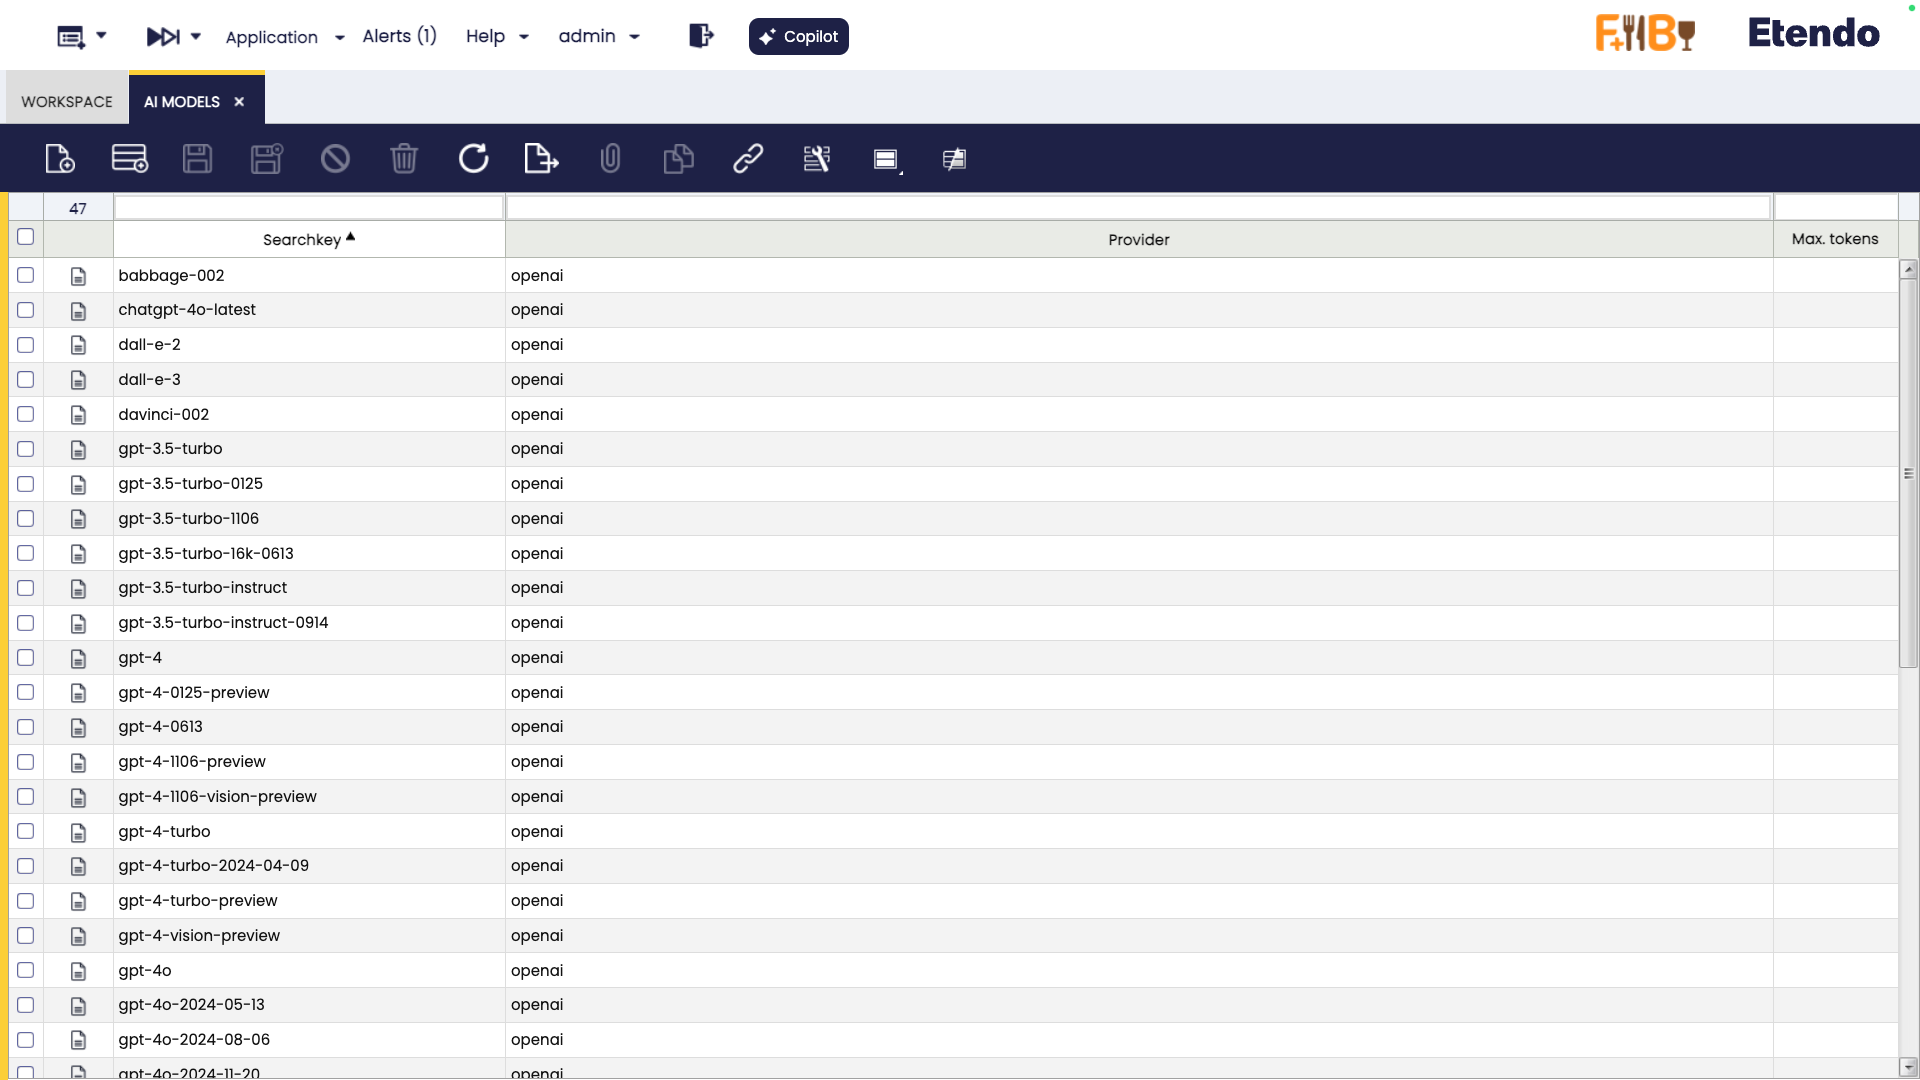 Application Alerts (1) Help admin Copilot F+B Etendo
WORKSPACE AI MODELS
47
Searchkey Provider Max. tokens
babbage-002 openai
chatgpt-4o-latest openai
dall-e-2 openai
dall-e-3 openai
davinci-002 openai
gpt-3.5-turbo openai
gpt-3.5-turbo-0125 openai
gpt-3.5-turbo-1106 openai
gpt-3.5-turbo-16k-0613 openai
gpt-3.5-turbo-instruct openai
gpt-3.5-turbo-instruct-0914 openai
gpt-4 openai
gpt-4-0125-preview openai
gpt-4-0613 openai
gpt-4-1106-preview openai
gpt-4-1106-vision-preview openai
gpt-4-turbo openai
gpt-4-turbo-2024-04-09 openai
gpt-4-turbo-preview openai
gpt-4-vision-preview openai
gpt-4o openai
gpt-4o-2024-05-13 openai
gpt-4o-2024-08-06 openai
gpt-4o-2024-11-20 openai